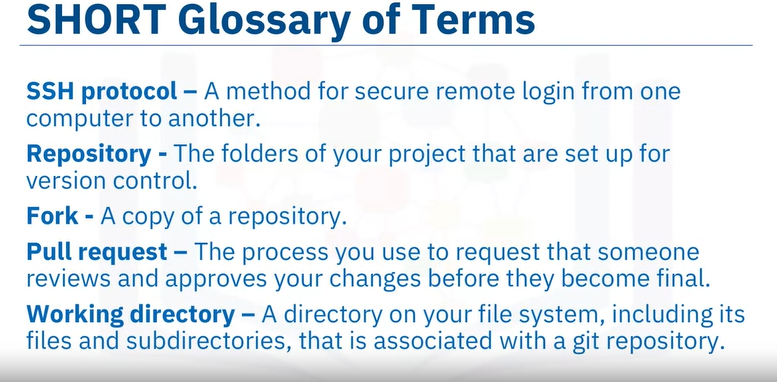 SHORT Glossary of Terms
SSH protocol – A method for secure remote login from one
computer to another.
Repository - The folders of your project that are set up for
version control.
Fork - A copy of a repository.
Pull request – The process you use to request that someone
reviews and approves your changes before they become final.
Working directory – A directory on your file system, including its
files and subdirectories, that is associated with a git repository.